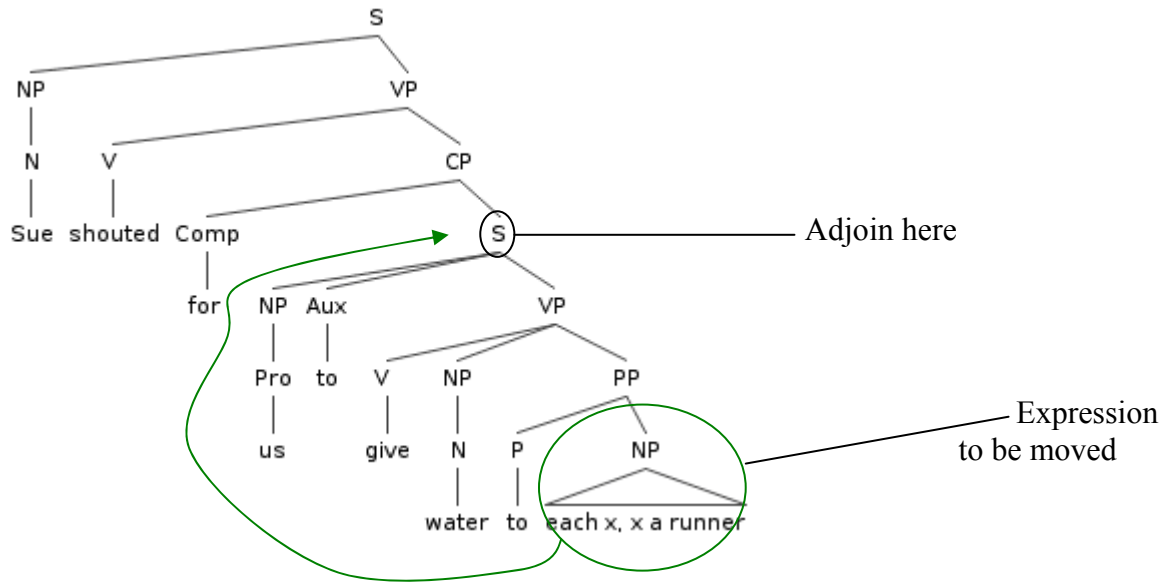 S
NP VP
N V CP
Sue shouted Comp S Adjoin here
for NP Aux VP
Pro to V NP PP
us give N P NP Expression
to be moved
water to each x, x a runner